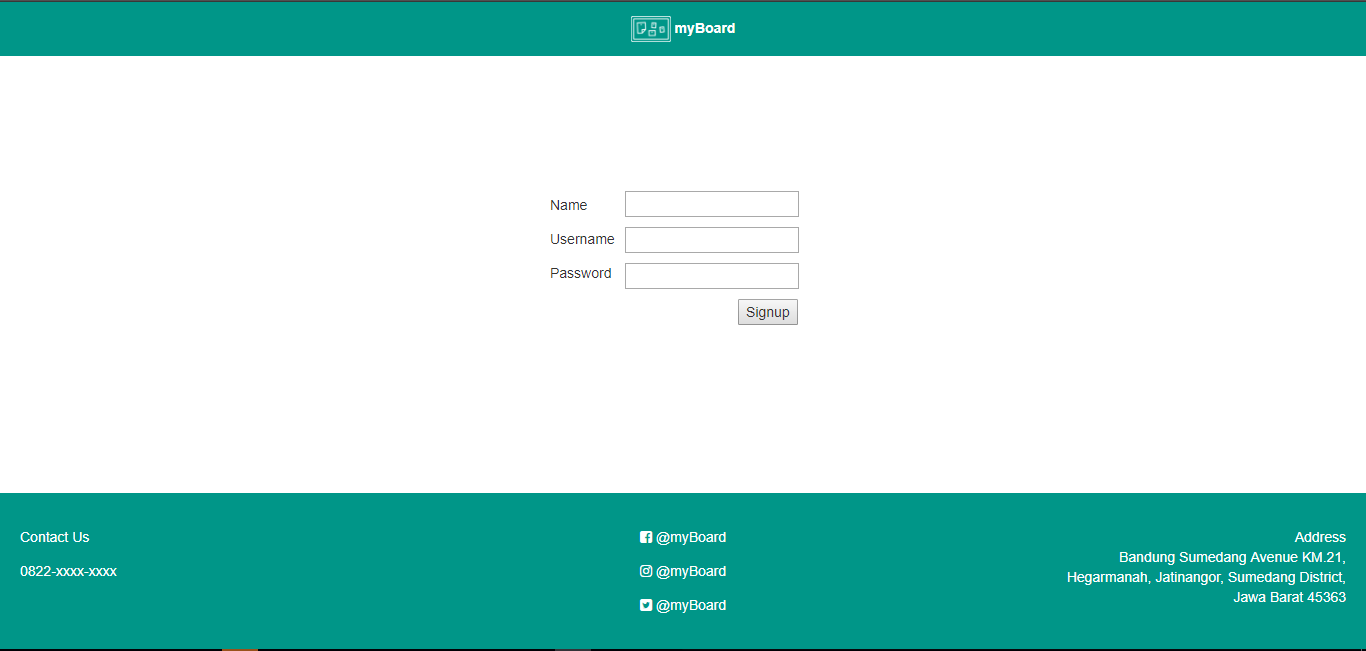 myBoard
Name
Username
Password
Signup
Contact Us
0822-xxxx-xxxx
@myBoard
@myBoard
@myBoard
Address
Bandung Sumedang Avenue KM.21,
Hegarmanah, Jatinangor, Sumedang District,
Jawa Barat 45363